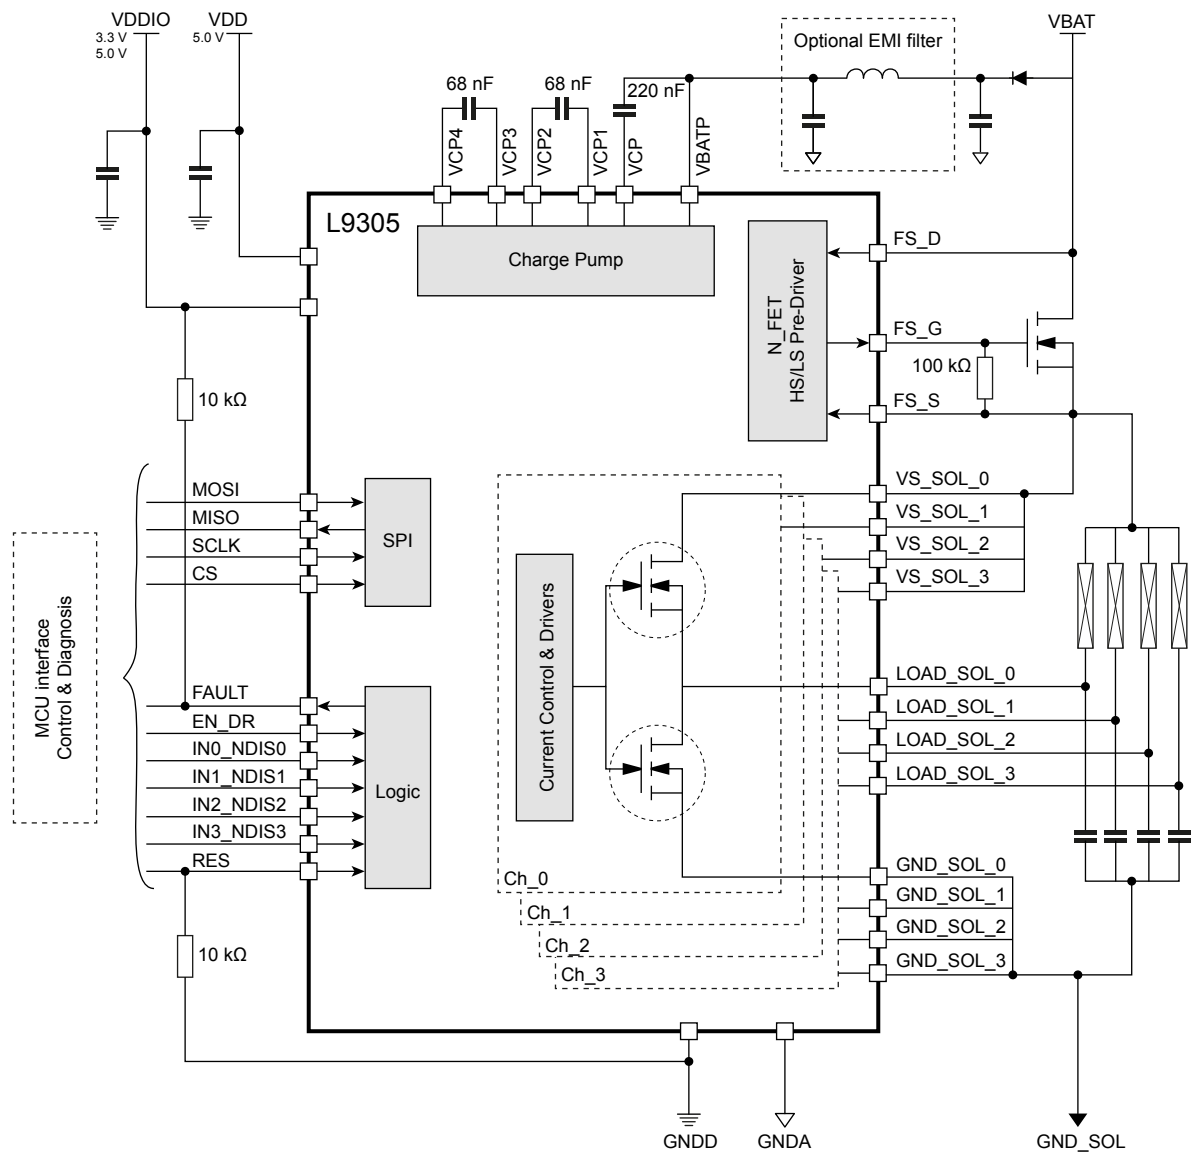 VDDIO
3.3 V
5.0 V
VDD
5.0 V
VBAT
Optional EMI filter
68 nF
68 nF
220 nF
VCP4
VCP3
VCP2
VCP1
VCP
VBATP
L9305
Charge Pump
N_FET
HS/LS Pre-Driver
FS_D
FS_G
100 kΩ
FS_S
10 kΩ
MCU interface
Control & Diagnosis
MOSI
MISO
SCLK
CS
SPI
FAULT
EN_DR
IN0_NDIS0
IN1_NDIS1
IN2_NDIS2
IN3_NDIS3
RES
Logic
10 kΩ
Current Control & Drivers
Ch_0
Ch_1
Ch_2
Ch_3
VS_SOL_0
VS_SOL_1
VS_SOL_2
VS_SOL_3
LOAD_SOL_0
LOAD_SOL_1
LOAD_SOL_2
LOAD_SOL_3
GND_SOL_0
GND_SOL_1
GND_SOL_2
GND_SOL_3
GNDD
GNDA
GND_SOL